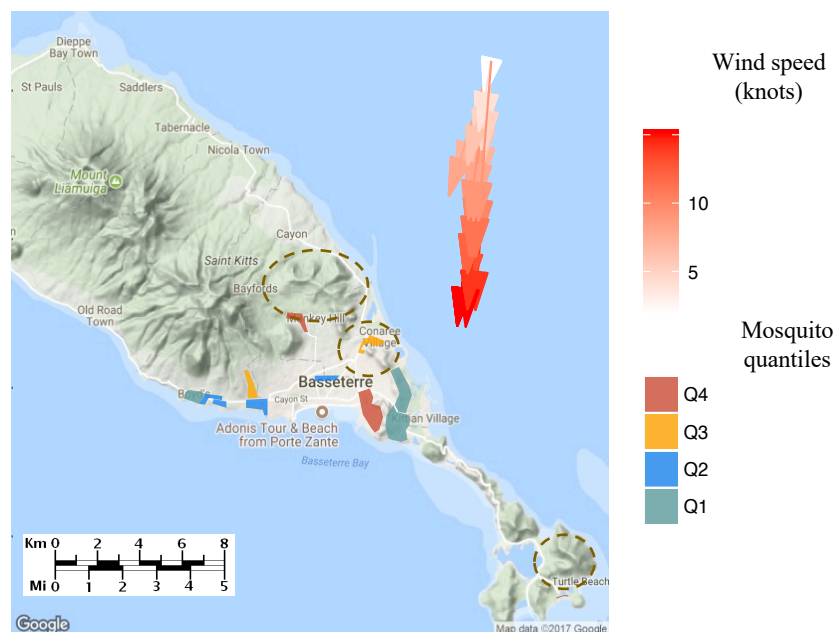 Dieppe
Bay Town
St Pauls
Saddlers
Tabernacle
Nicola Town
Mount
Liamuiga
Cayon
Saint Kitts
Bayfords
Old Road
Town
Monkey Hill
Conaree
Village
Basseterre
Cayon St
Adonis Tour & Beach
from Porte Zante
Village
Basseterre Bay
Turtle Beach
Km 0 2 4 6 8
Mi 0 1 2 3 4 5
Google
Map data ©2017 Google
Wind speed
(knots)
10
5
Mosquito
quantiles
Q4
Q3
Q2
Q1